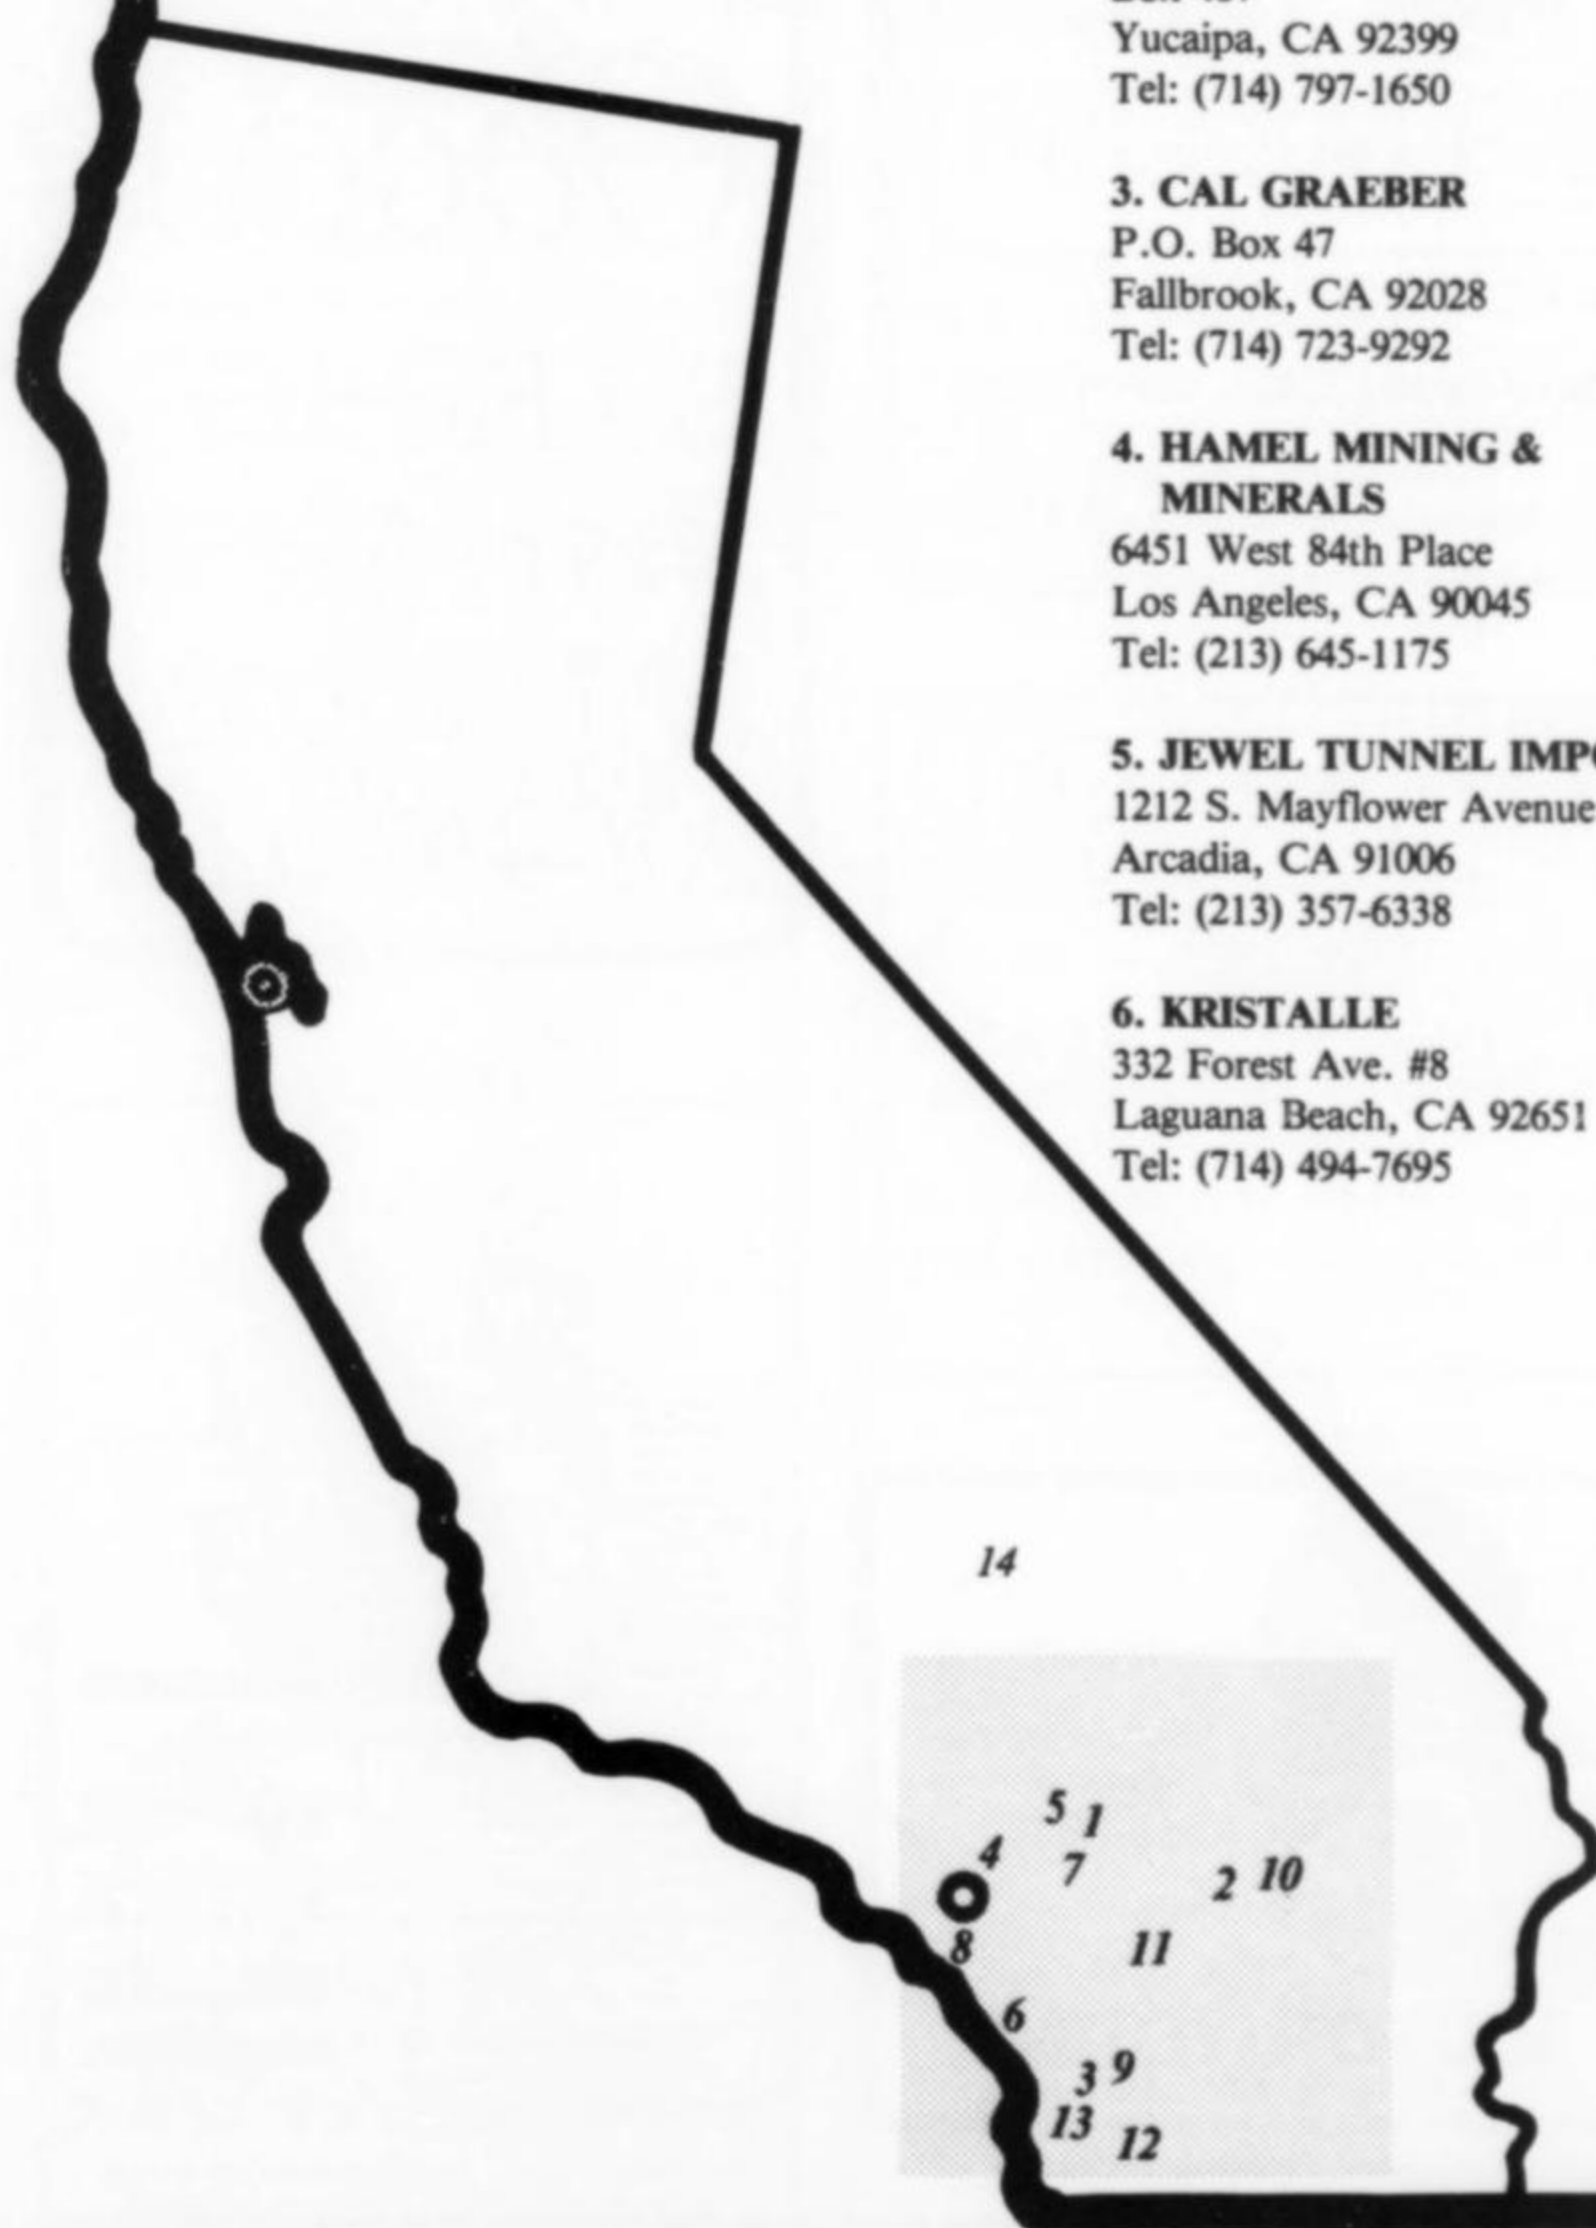 Yucaipa, CA 92399
Tel: (714) 797-1650
3. CAL GRAEBER
P.O. Box 47
Fallbrook, CA 92028
Tel: (714) 723-9292
4. HAMEL MINING &
MINERALS
6451 West 84th Place
Los Angeles, CA 90045
Tel: (213) 645-1175
5. JEWEL TUNNEL
1212 S. Mayflower Avenue
Arcadia, CA 91006
Tel: (213) 357-6338
6. KRISTALLE
332 Forest Ave. #8
Laguana Beach, CA 92651
Tel: (714) 494-7695
14
5 1
4 7
2 10
8 11
6
3 9
13 12